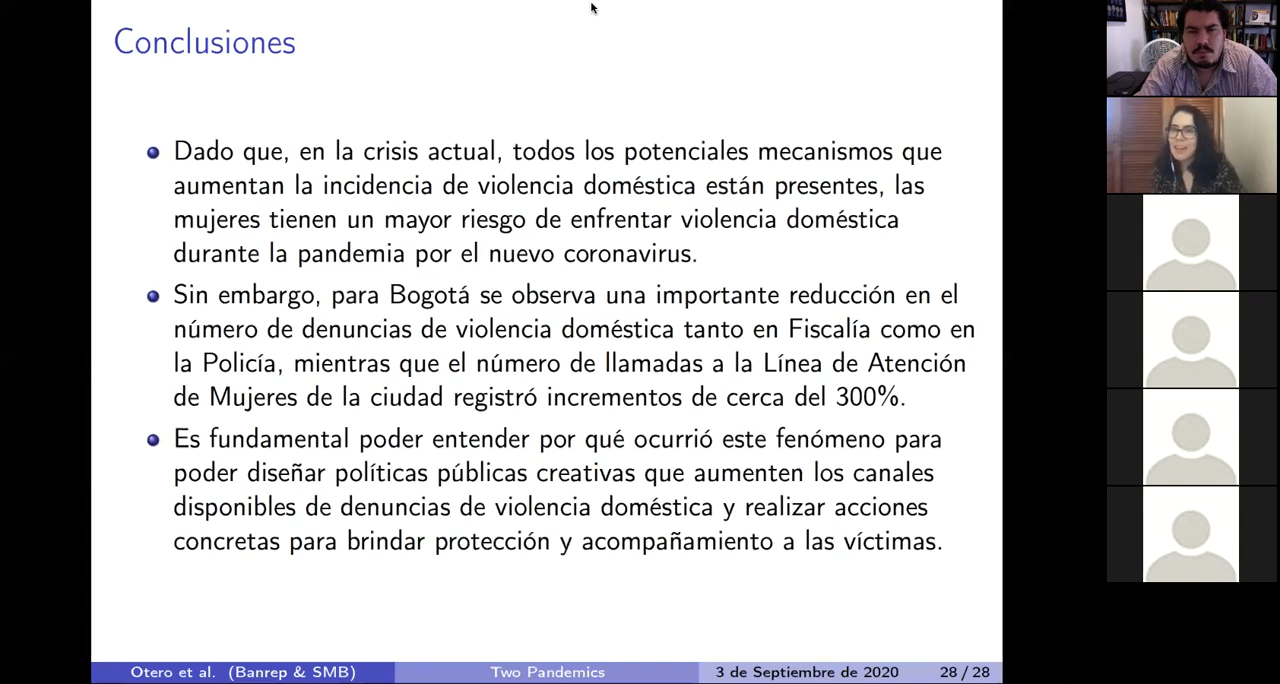 Conclusiones
Dado que, en la crisis actual, todos los potenciales mecanismos que
aumentan la incidencia de violencia doméstica están presentes, las
mujeres tienen un mayor riesgo de enfrentar violencia doméstica
durante la pandemia por el nuevo coronavirus.
Sin embargo, para Bogotá se observa una importante reducción en el
número de denuncias de violencia doméstica tanto en Fiscalía como en
la Policía, mientras que el número de llamadas a la Línea de Atención
de Mujeres de la ciudad registró incrementos de cerca del 300%.
Es fundamental poder entender por qué ocurrió este fenómeno para
poder diseñar políticas públicas creativas que aumenten los canales
disponibles de denuncias de violencia doméstica y realizar acciones
concretas para brindar protección y acompañamiento a las víctimas.
Otero et al. (Banrep & SMB) Two Pandemics 3 de Septiembre de 2020 28 / 28